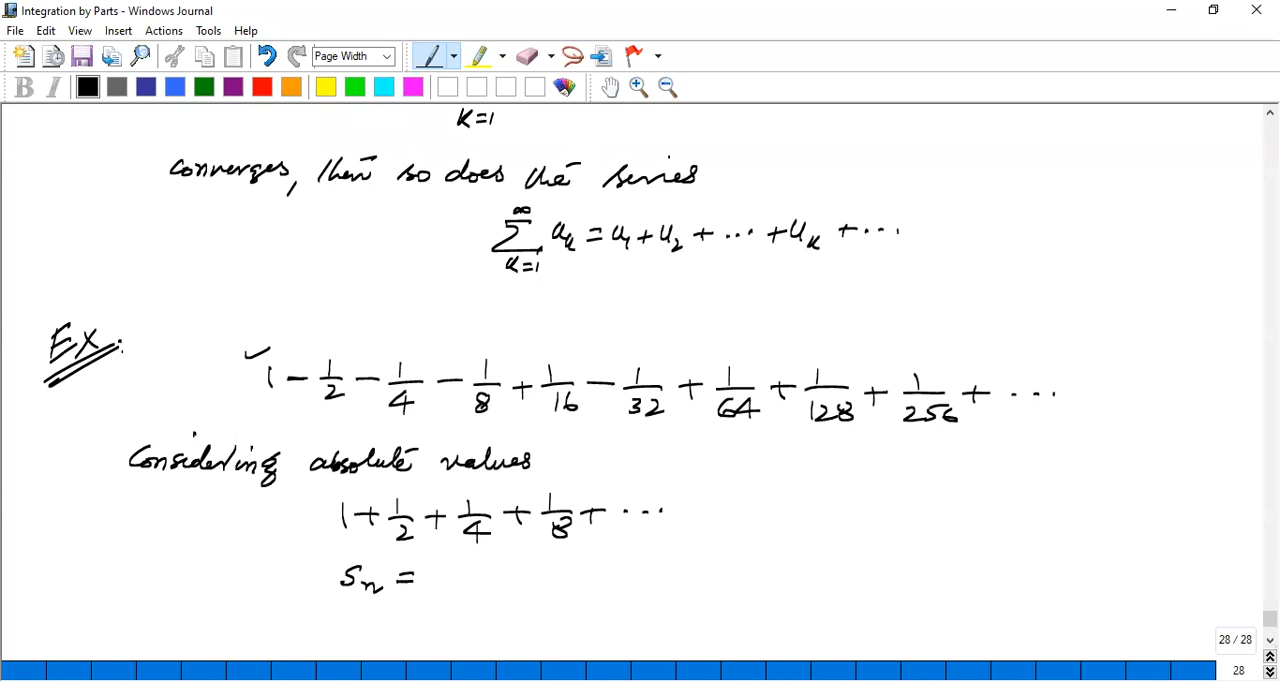 Integration by Parts - Windows Journal
File Edit View Insert Actions Tools Help
Page Width
B I
K=1
converges, then so does the series
∞
∑ u_k = u_1 + u_2 + ... + u_k + ...
K=1
EX:
1 - 1/2 - 1/4 - 1/8 + 1/16 - 1/32 + 1/64 + 1/128 + 1/256 + ...
Considering absolute values
1 + 1/2 + 1/4 + 1/8 + ...
S_n =
28 / 28
28